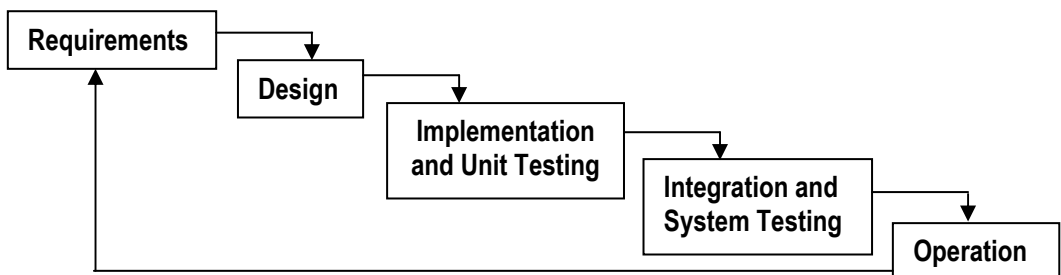 Requirements
Design
Implementation
and Unit Testing
Integration and
System Testing
Operation